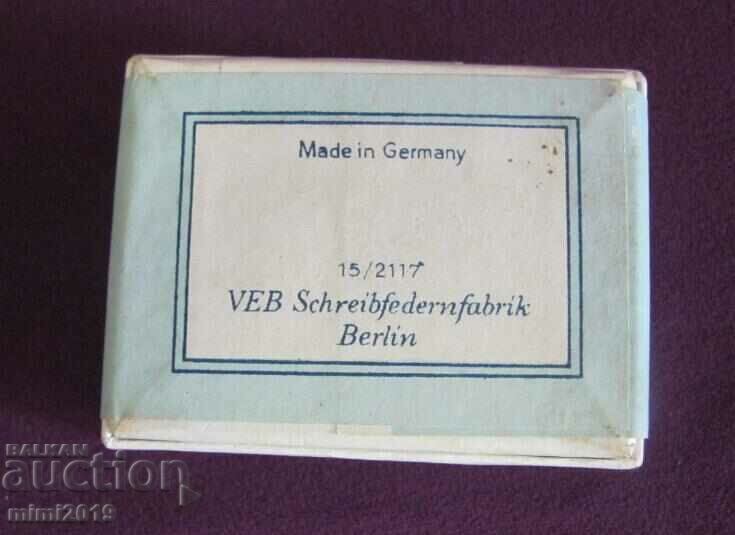 Made in Germany
15/2117
VEB Schreibfedernfabrik
Berlin
BALKAN
auction
mimi2019